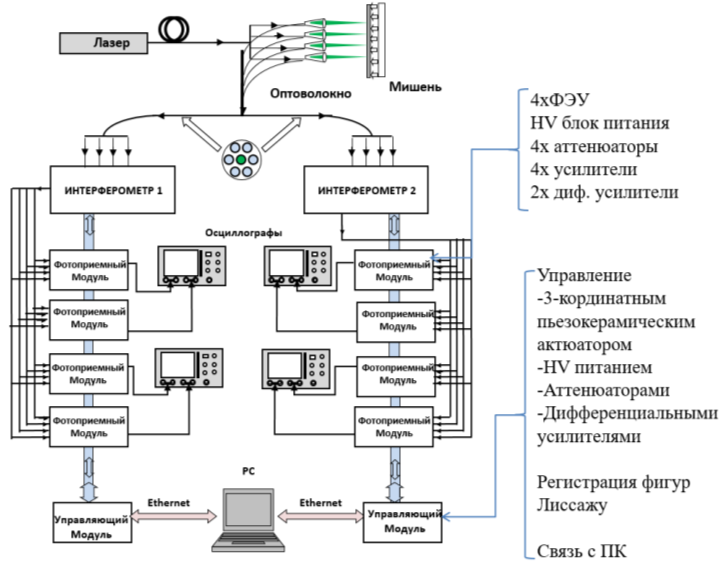 Лазер
Оптоволокно
Мишень
4хФЭУ
HV блок питания
4х аттенюаторы
4х усилители
2х диф. усилители
ИНТЕРФЕРОМЕТР 1
ИНТЕРФЕРОМЕТР 2
Осциллографы
Фотоприемный
Модуль
Фотоприемный
Модуль
Фотоприемный
Модуль
Фотоприемный
Модуль
Фотоприемный
Модуль
Фотоприемный
Модуль
Фотоприемный
Модуль
Фотоприемный
Модуль
Управление
-3-кординатным
пьезокерамическим
актюатором
-HV питанием
-Аттенюаторами
-Дифференциальными
усилителями
Регистрация фигур
Лиссажу
Связь с ПК
PC
Ethernet
Ethernet
Управляющий
Модуль
Управляющий
Модуль